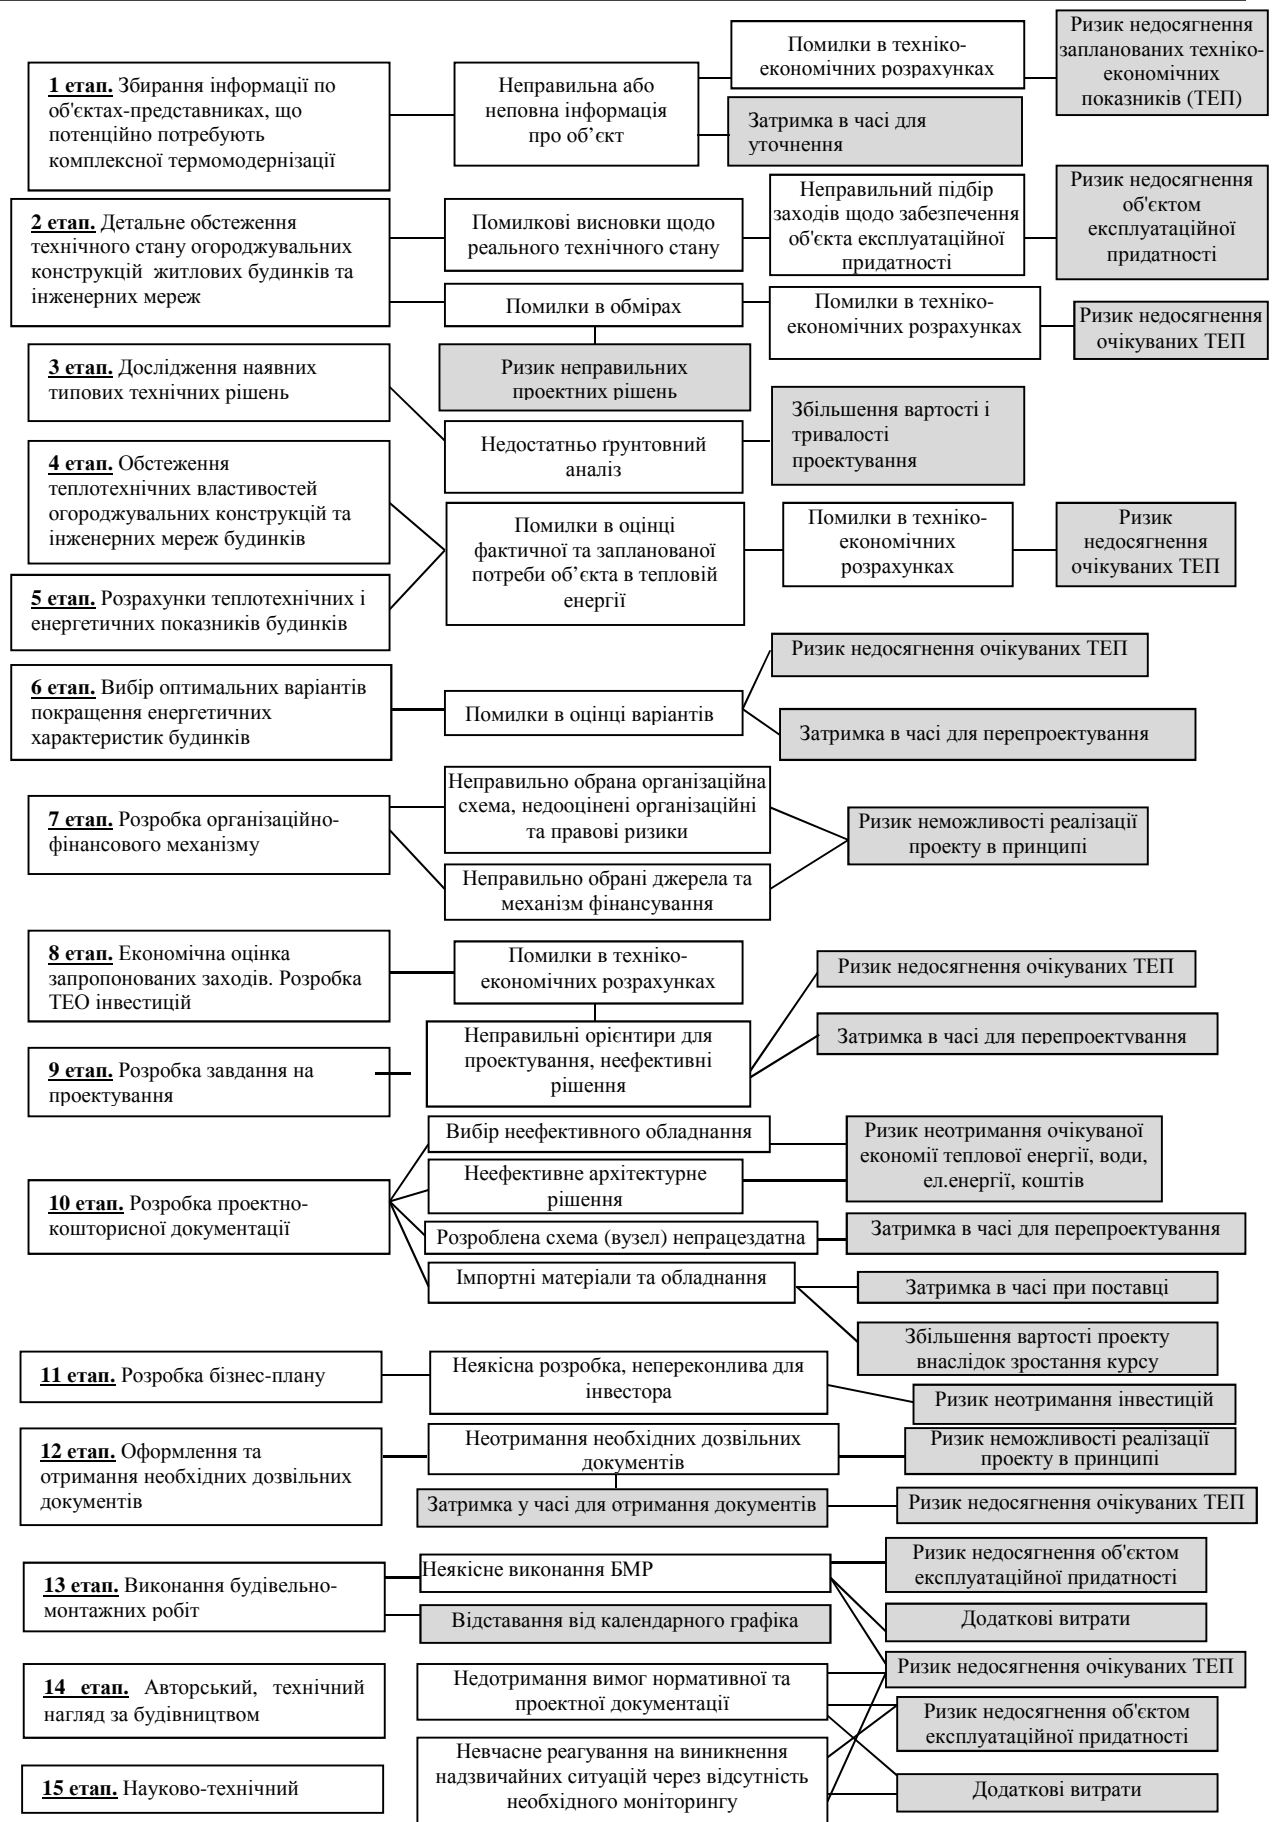 1 етап. Збирання інформації по
об'єктах-представниках, що
потенційно потребують
комплексної термомодернізації
Неправильна або
неповна інформація
про об’єкт
Помилки в техніко-
економічних розрахунках
Ризик недосягнення
запланованих техніко-
економічних
показників (ТЕП)
Затримка в часі для
уточнення
2 етап. Детальне обстеження
технічного стану огороджувальних
конструкцій житлових будинків та
інженерних мереж
Помилкові висновки щодо
реального технічного стану
Неправильний підбір
заходів щодо забезпечення
об'єкта експлуатаційної
придатності
Ризик недосягнення
об'єктом
експлуатаційної
придатності
Помилки в обмірах
Помилки в техніко-
економічних розрахунках
Ризик недосягнення
очікуваних ТЕП
Ризик неправильних
проектних рішень
3 етап. Дослідження наявних
типових технічних рішень
Недостатньо ґрунтовний
аналіз
Збільшення вартості і
тривалості
проектування
4 етап. Обстеження
теплотехнічних властивостей
огороджувальних конструкцій та
інженерних мереж будинків
Помилки в оцінці
фактичної та запланованої
потреби об’єкта в тепловій
енергії
Помилки в техніко-
економічних
розрахунках
Ризик
недосягнення
очікуваних ТЕП
5 етап. Розрахунки теплотехнічних і
енергетичних показників будинків
6 етап. Вибір оптимальних варіантів
покращення енергетичних
характеристик будинків
Помилки в оцінці варіантів
Ризик недосягнення очікуваних ТЕП
Затримка в часі для перепроектування
7 етап. Розробка організаційно-
фінансового механізму
Неправильно обрана організаційна
схема, недооцінені організаційні
та правові ризики
Неправильно обрані джерела та
механізм фінансування
Ризик неможливості реалізації
проекту в принципі
8 етап. Економічна оцінка
запропонованих заходів. Розробка
ТЕО інвестицій
Помилки в техніко-
економічних розрахунках
Ризик недосягнення очікуваних ТЕП
Затримка в часі для перепроектування
9 етап. Розробка завдання на
проектування
Неправильні орієнтири для
проектування, неефективні
рішення
10 етап. Розробка проектно-
кошторисної документації
Вибір неефективного обладнання
Неефективне архітектурне
рішення
Ризик неотримання очікуваної
економії теплової енергії, води,
ел.енергії, коштів
Розроблена схема (вузел) непрацездатна
Затримка в часі для перепроектування
Імпортні матеріали та обладнання
Затримка в часі при поставці
Збільшення вартості проекту
внаслідок зростання курсу
11 етап. Розробка бізнес-плану
Неякісна розробка, непереконлива для
інвестора
Ризик неотримання інвестицій
12 етап. Оформлення та
отримання необхідних дозвільних
документів
Неотримання необхідних дозвільних
документів
Ризик неможливості реалізації
проекту в принципі
Затримка у часі для отримання документів
Ризик недосягнення очікуваних ТЕП
13 етап. Виконання будівельно-
монтажних робіт
Неякісне виконання БМР
Ризик недосягнення об'єктом
експлуатаційної придатності
Відставання від календарного графіка
Додаткові витрати
Ризик недосягнення очікуваних ТЕП
14 етап. Авторський, технічний
нагляд за будівництвом
Недотримання вимог нормативної та
проектної документації
Ризик недосягнення об'єктом
експлуатаційної придатності
15 етап. Науково-технічний
Невчасне реагування на виникнення
надзвичайних ситуацій через відсутність
необхідного моніторингу
Додаткові витрати